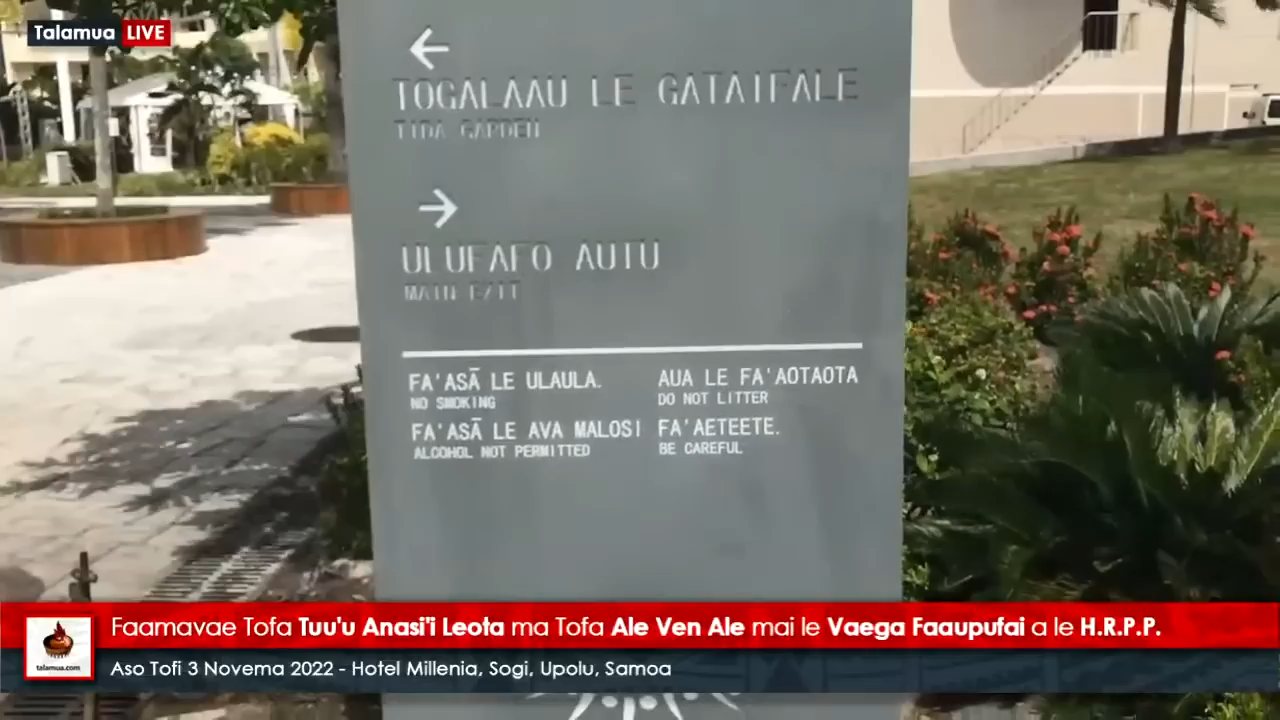 Talamua LIVE
←
TOGALAAU LE GATAIFALE
TIDA GARDEN
→
ULUFAFO AUTU
MAIN EXIT
FA'ASĀ LE ULAULA.
NO SMOKING
AUA LE FA'AOTAOTA
DO NOT LITTER
FA'ASĀ LE AVA MALOSI
ALCOHOL NOT PERMITTED
FA'AETEETE.
BE CAREFUL
Faamavae Tofa Tuu'u Anasi'i Leota ma Tofa Ale Ven Ale mai le Vaega Faaupufai a le H.R.P.P.
talamua.com
Aso Tofi 3 Novema 2022 - Hotel Millenia, Sogi, Upolu, Samoa